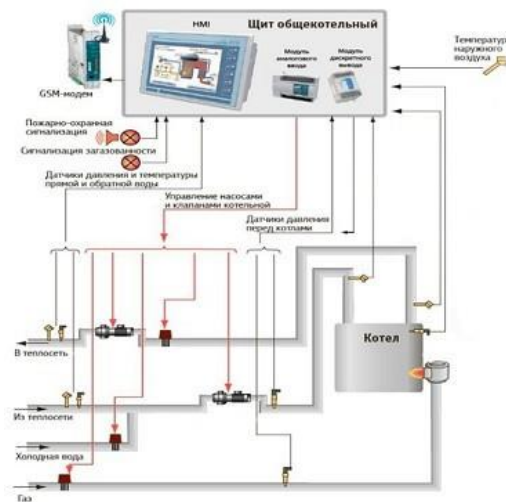 HMI
Щит общекотельный
Модуль
аналогового
ввода
Модуль
дискретного
вывода
Температура
наружного
воздуха
GSM-модем
Пожарно-охранная
сигнализация
Сигнализация загазованности
Датчики давления и температуры
прямой и обратной воды
Управление насосами
и клапанами котельной
Датчики давления
перед котлами
Котел
В теплосеть
Из теплосети
Холодная вода
Газ